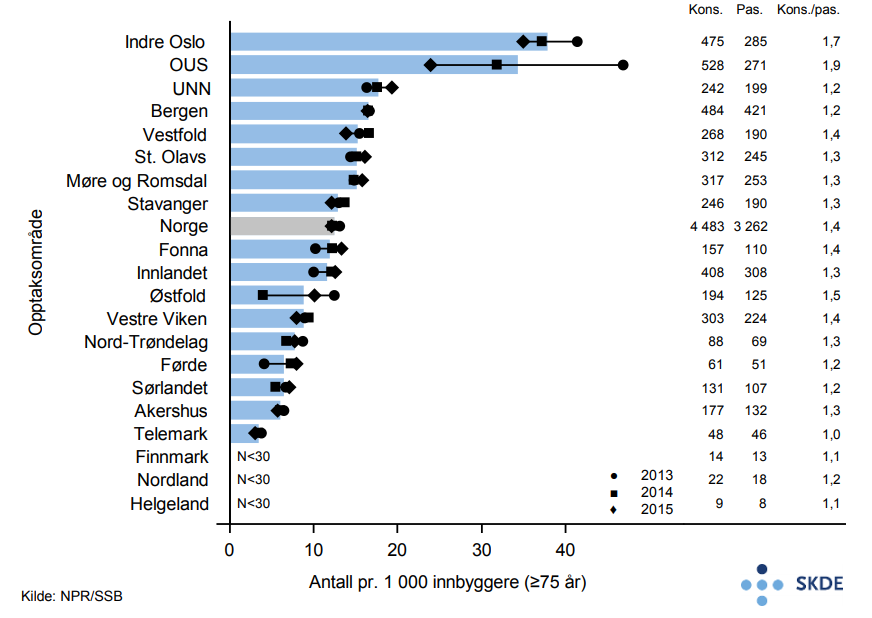 Kons. Pas. Kons./pas.
Indre Oslo 475 285 1,7
OUS 528 271 1,9
UNN 242 199 1,2
Bergen 484 421 1,2
Vestfold 268 190 1,4
St. Olavs 312 245 1,3
Møre og Romsdal 317 253 1,3
Stavanger 246 190 1,3
Norge 4 483 3 262 1,4
Fonna 157 110 1,4
Innlandet 408 308 1,3
Østfold 194 125 1,5
Vestre Viken 303 224 1,4
Nord-Trøndelag 88 69 1,3
Førde 61 51 1,2
Sørlandet 131 107 1,2
Akershus 177 132 1,3
Telemark 48 46 1,0
Finnmark N<30 14 13 1,1
Nordland N<30 22 18 1,2
Helgeland N<30 9 8 1,1
Opptaksområde
2013
2014
2015
0 10 20 30 40
Antall pr. 1 000 innbyggere (≥75 år)
Kilde: NPR/SSB
SKDE